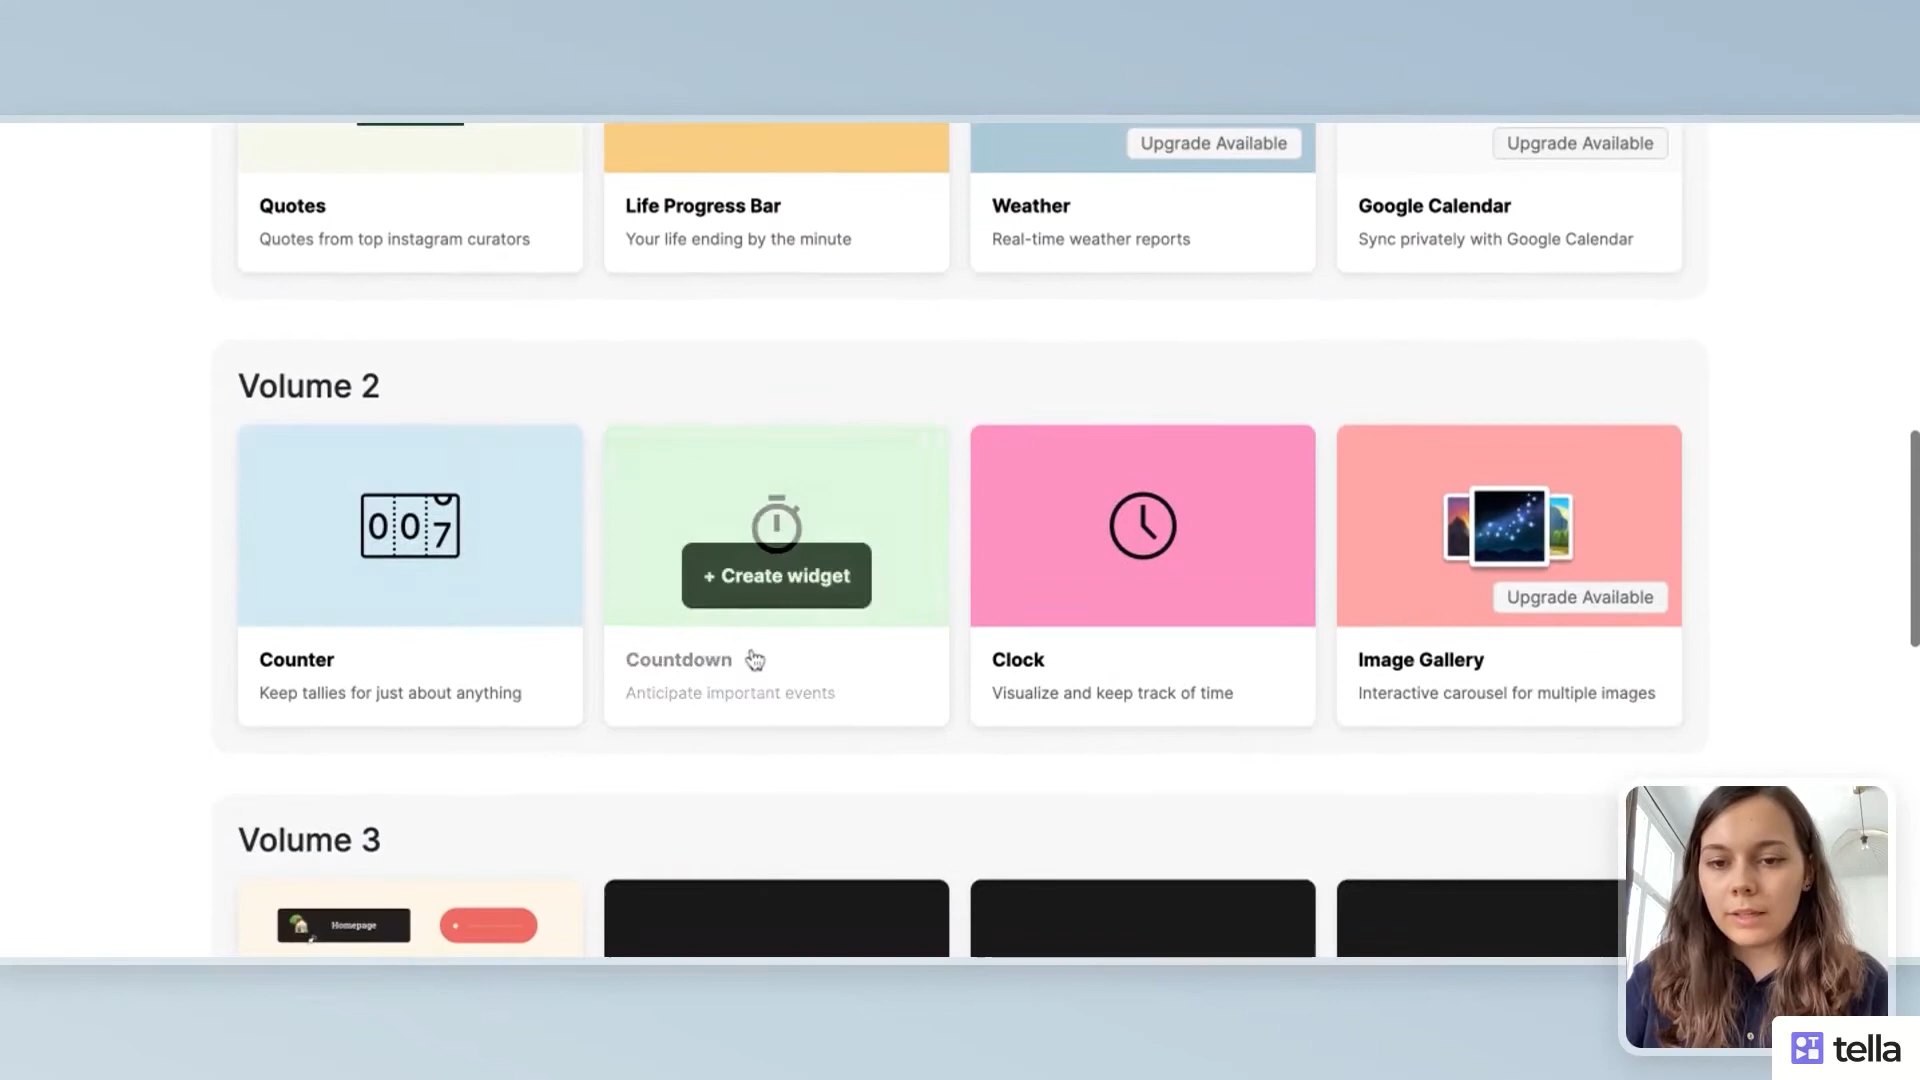 Upgrade Available
Upgrade Available
Quotes
Quotes from top instagram curators
Life Progress Bar
Your life ending by the minute
Weather
Real-time weather reports
Google Calendar
Sync privately with Google Calendar
Volume 2
007
+ Create widget
Upgrade Available
Counter
Keep tallies for just about anything
Countdown
Anticipate important events
Clock
Visualize and keep track of time
Image Gallery
Interactive carousel for multiple images
Volume 3
Homepage
tella